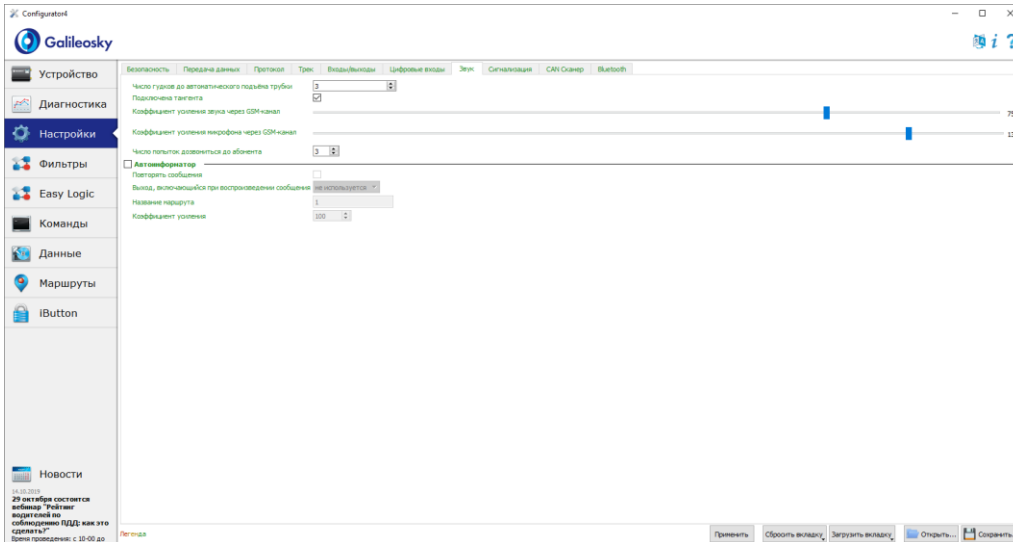 Configurator4
Galileosky
Устройство
Диагностика
Настройки
Фильтры
Easy Logic
Команды
Данные
Маршруты
iButton
Новости
14.10.2019
29 октября состоится
вебинар "Рейтинг
водителей по
соблюдению ПДД: как это
сделать?"
Время проведения: с 10-00 до
Безопасность Передача данных Протокол Трек Входы/выходы Цифровые входы Звук Сигнализация CAN Сканер Bluetooth
Число гудков до автоматического подъёма трубки 3
Подключена тангента
Коэффициент усиления звука через GSM-канал 75
Коэффициент усиления микрофона через GSM-канал 13
Число попыток дозвониться до абонента 3
Автоинформатор
Повторять сообщения
Выход, включающийся при воспроизведении сообщения не используется
Название маршрута 1
Коэффициент усиления 100
Легенда
Применить Сбросить вкладку Загрузить вкладку Открыть... Сохранить